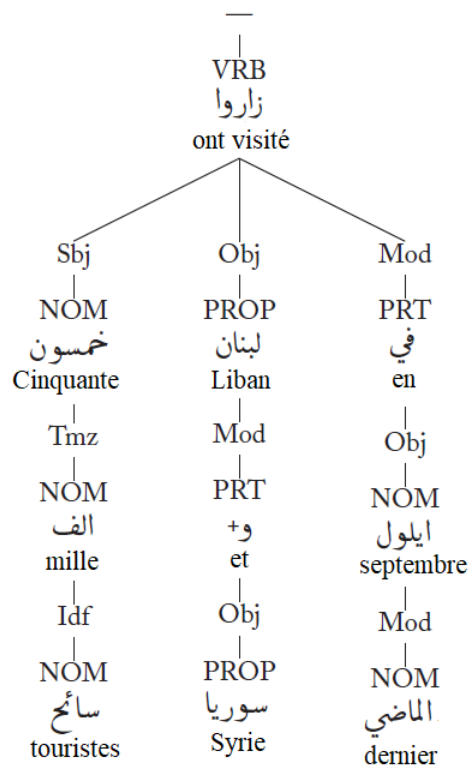 —
VRB
زاروا
ont visité
Sbj Obj Mod
NOM PROP PRT
خمسون لبنان في
Cinquante Liban en
Tmz Mod Obj
NOM PRT NOM
الف و+ ايلول
mille et septembre
Idf Obj Mod
NOM PROP NOM
سائح سوريا الماضي
touristes Syrie dernier